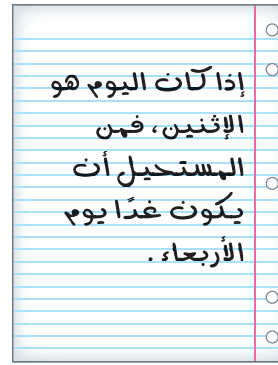 إذا كان اليوم هو
الإثنين، فمن
المستحيل أن
يكون غدًا يوم
الأربعاء.